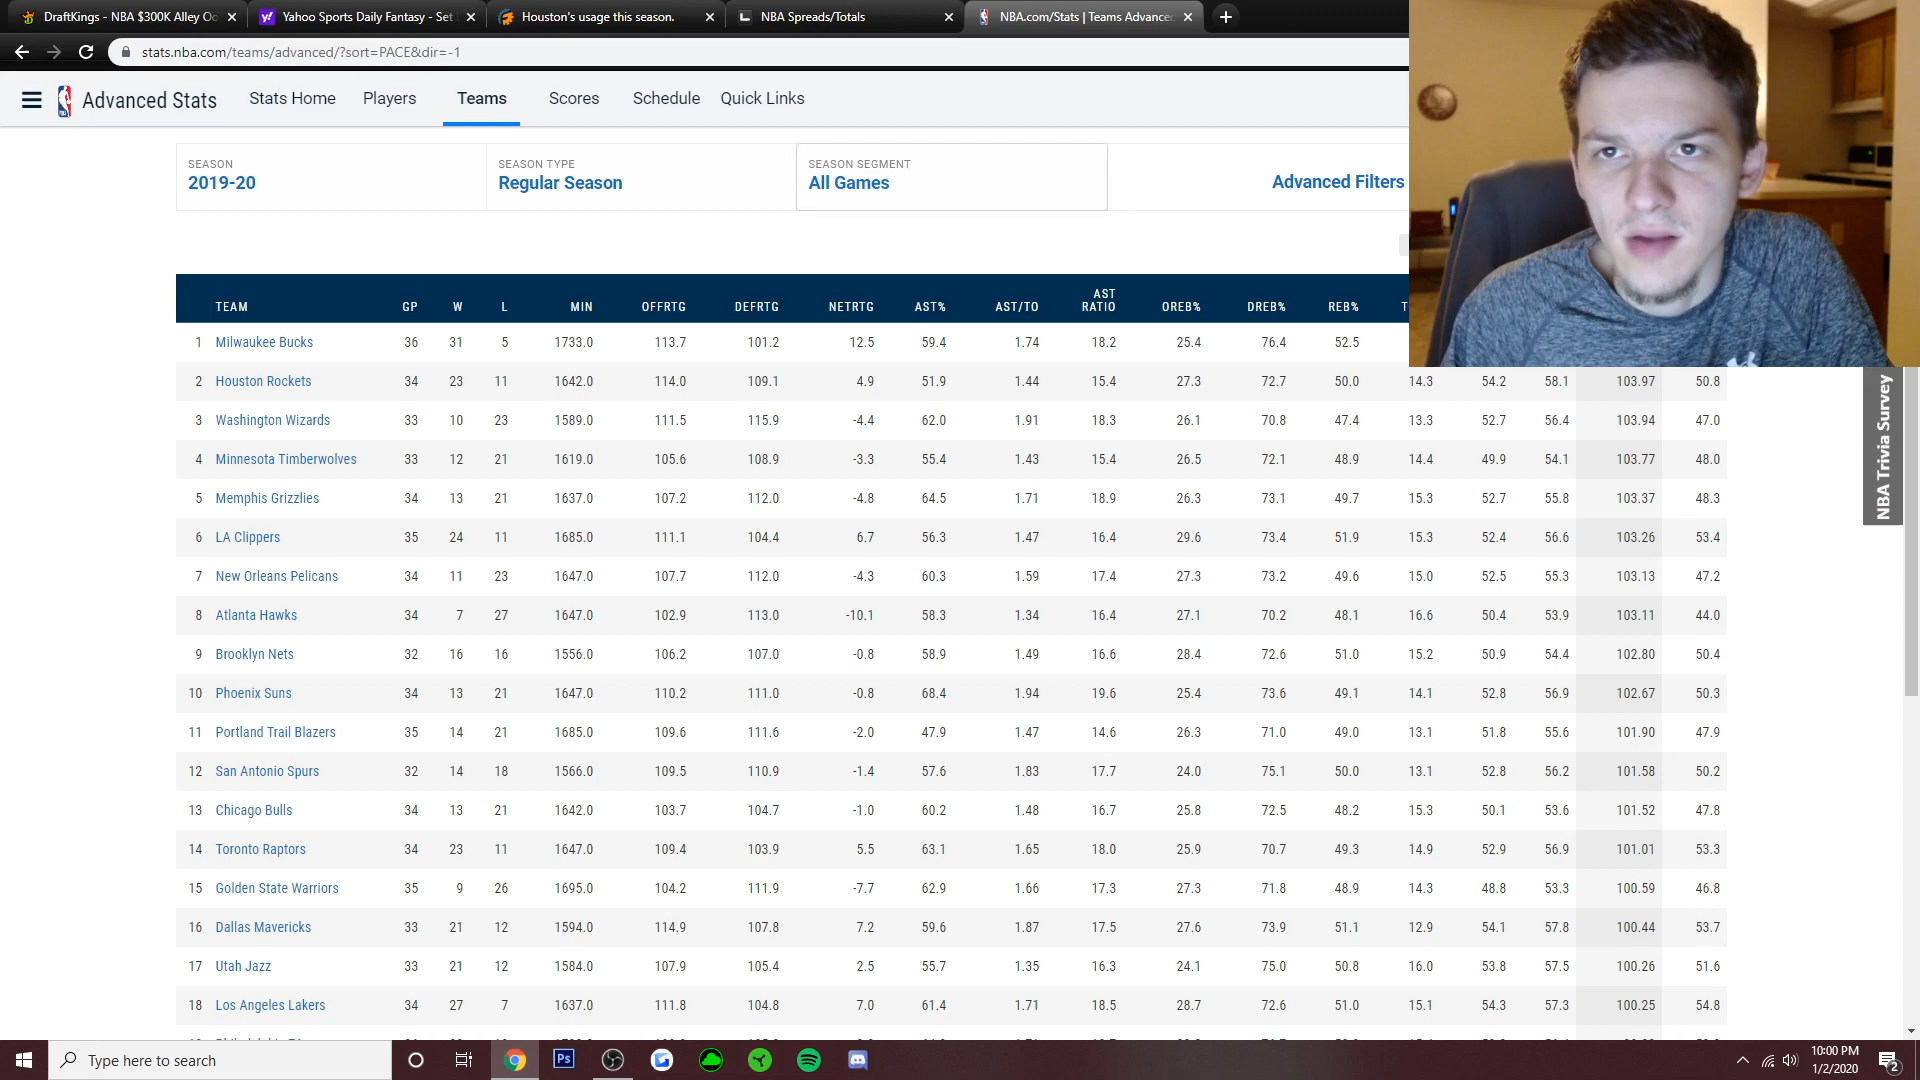 DraftKings - NBA $300K Alley Oo
Yahoo Sports Daily Fantasy - Set
Houston's usage this season.
NBA Spreads/Totals
NBA.com/Stats | Teams Advanced
stats.nba.com/teams/advanced/?sort=PACE&dir=-1
Advanced Stats Stats Home Players Teams Scores Schedule Quick Links
SEASON SEASON TYPE SEASON SEGMENT
2019-20 Regular Season All Games Advanced Filters
TEAM GP W L MIN OFFRTG DEFRTG NETRTG AST% AST/TO AST RATIO OREB% DREB% REB% T
1 Milwaukee Bucks 36 31 5 1733.0 113.7 101.2 12.5 59.4 1.74 18.2 25.4 76.4 52.5
2 Houston Rockets 34 23 11 1642.0 114.0 109.1 4.9 51.9 1.44 15.4 27.3 72.7 50.0 14.3 54.2 58.1 103.97 50.8
3 Washington Wizards 33 10 23 1589.0 111.5 115.9 -4.4 62.0 1.91 18.3 26.1 70.8 47.4 13.3 52.7 56.4 103.94 47.0
4 Minnesota Timberwolves 33 12 21 1619.0 105.6 108.9 -3.3 55.4 1.43 15.4 26.5 72.1 48.9 14.4 49.9 54.1 103.77 48.0
5 Memphis Grizzlies 34 13 21 1637.0 107.2 112.0 -4.8 64.5 1.71 18.9 26.3 73.1 49.7 15.3 52.7 55.8 103.37 48.3
6 LA Clippers 35 24 11 1685.0 111.1 104.4 6.7 56.3 1.47 16.4 29.6 73.4 51.9 15.3 52.4 56.6 103.26 53.4
7 New Orleans Pelicans 34 11 23 1647.0 107.7 112.0 -4.3 60.3 1.59 17.4 27.3 73.2 49.6 15.0 52.5 55.3 103.13 47.2
8 Atlanta Hawks 34 7 27 1647.0 102.9 113.0 -10.1 58.3 1.34 16.4 27.1 70.2 48.1 16.6 50.4 53.9 103.11 44.0
9 Brooklyn Nets 32 16 16 1556.0 106.2 107.0 -0.8 58.9 1.49 16.6 28.4 72.6 51.0 15.2 50.9 54.4 102.80 50.4
10 Phoenix Suns 34 13 21 1647.0 110.2 111.0 -0.8 68.4 1.94 19.6 25.4 73.6 49.1 14.1 52.8 56.9 102.67 50.3
11 Portland Trail Blazers 35 14 21 1685.0 109.6 111.6 -2.0 47.9 1.47 14.6 26.3 71.0 49.0 13.1 51.8 55.6 101.90 47.9
12 San Antonio Spurs 32 14 18 1566.0 109.5 110.9 -1.4 57.6 1.83 17.7 24.0 75.1 50.0 13.1 52.8 56.2 101.58 50.2
13 Chicago Bulls 34 13 21 1642.0 103.7 104.7 -1.0 60.2 1.48 16.7 25.8 72.5 48.2 15.3 50.1 53.6 101.52 47.8
14 Toronto Raptors 34 23 11 1647.0 109.4 103.9 5.5 63.1 1.65 18.0 25.9 70.7 49.3 14.9 52.9 56.9 101.01 53.3
15 Golden State Warriors 35 9 26 1695.0 104.2 111.9 -7.7 62.9 1.66 17.3 27.3 71.8 48.9 14.3 48.8 53.3 100.59 46.8
16 Dallas Mavericks 33 21 12 1594.0 114.9 107.8 7.2 59.6 1.87 17.5 27.6 73.9 51.1 12.9 54.1 57.8 100.44 53.7
17 Utah Jazz 33 21 12 1584.0 107.9 105.4 2.5 55.7 1.35 16.3 24.1 75.0 50.8 16.0 53.8 57.5 100.26 51.6
18 Los Angeles Lakers 34 27 7 1637.0 111.8 104.8 7.0 61.4 1.71 18.5 28.7 72.6 51.0 15.1 54.3 57.3 100.25 54.8
NBA Trivia Survey
Type here to search
Ps
10:00 PM
1/2/2020
2